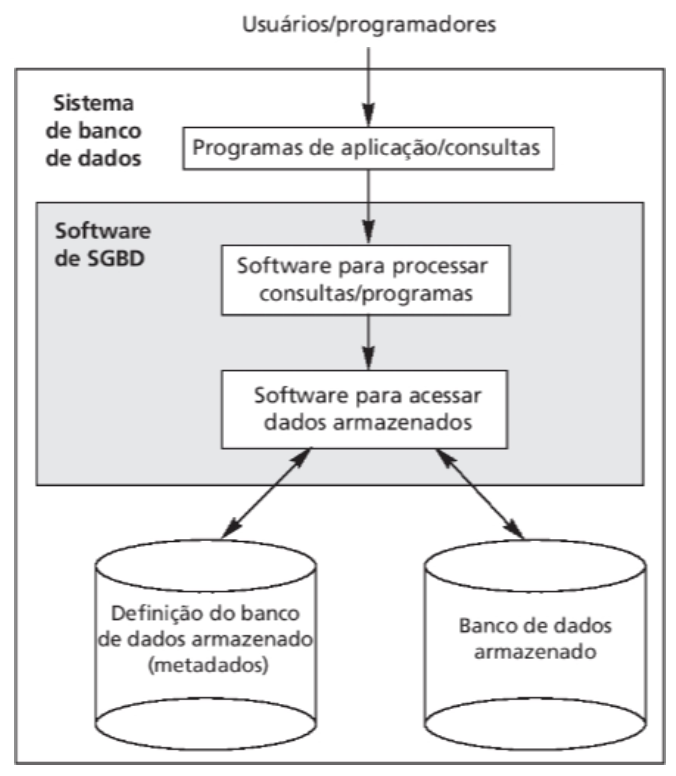 Usuários/programadores
Sistema
de banco
de dados
Programas de aplicação/consultas
Software
de SGBD
Software para processar
consultas/programas
Software para acessar
dados armazenados
Definição do banco
de dados armazenado
(metadados)
Banco de dados
armazenado